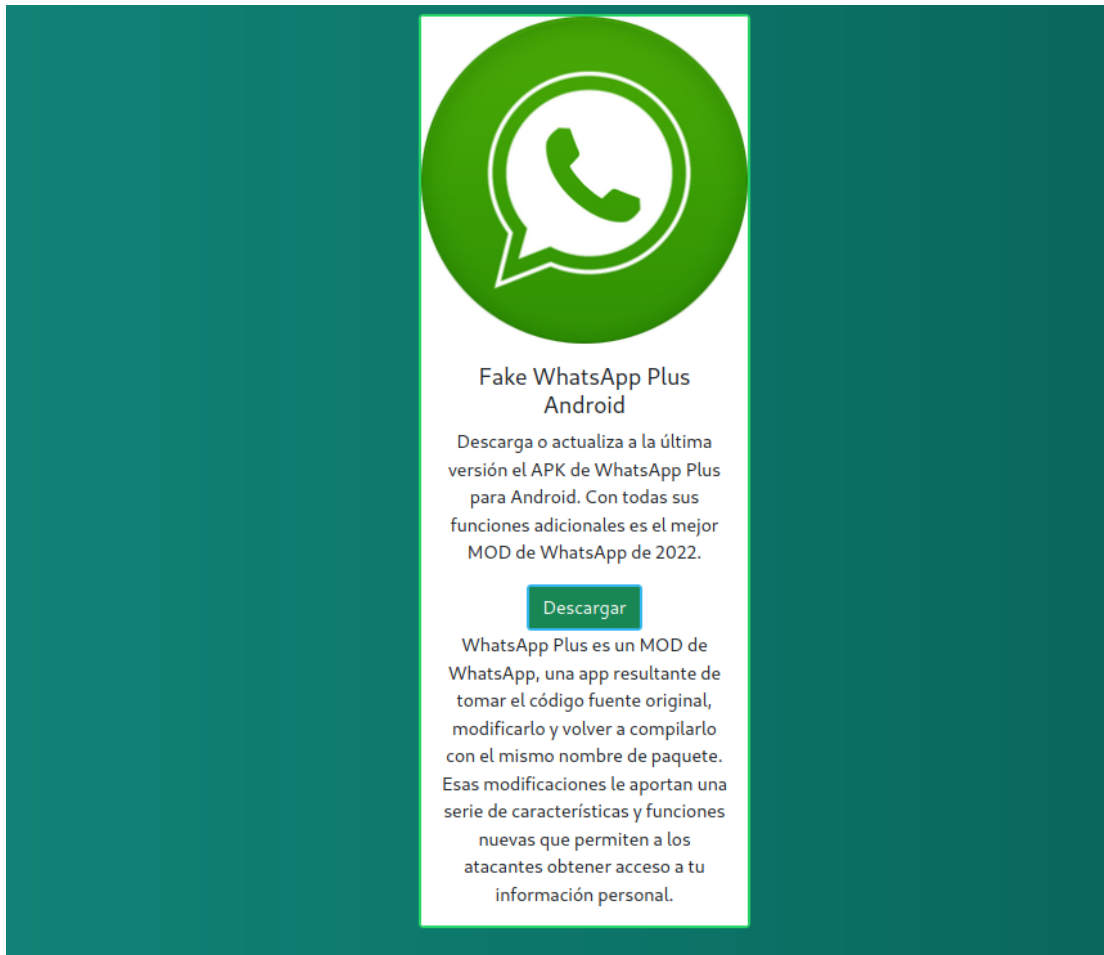 Fake WhatsApp Plus
Android
Descarga o actualiza a la última
versión el APK de WhatsApp Plus
para Android. Con todas sus
funciones adicionales es el mejor
MOD de WhatsApp de 2022.
Descargar
WhatsApp Plus es un MOD de
WhatsApp, una app resultante de
tomar el código fuente original,
modificarlo y volver a compilarlo
con el mismo nombre de paquete.
Esas modificaciones le aportan una
serie de características y funciones
nuevas que permiten a los
atacantes obtener acceso a tu
información personal.